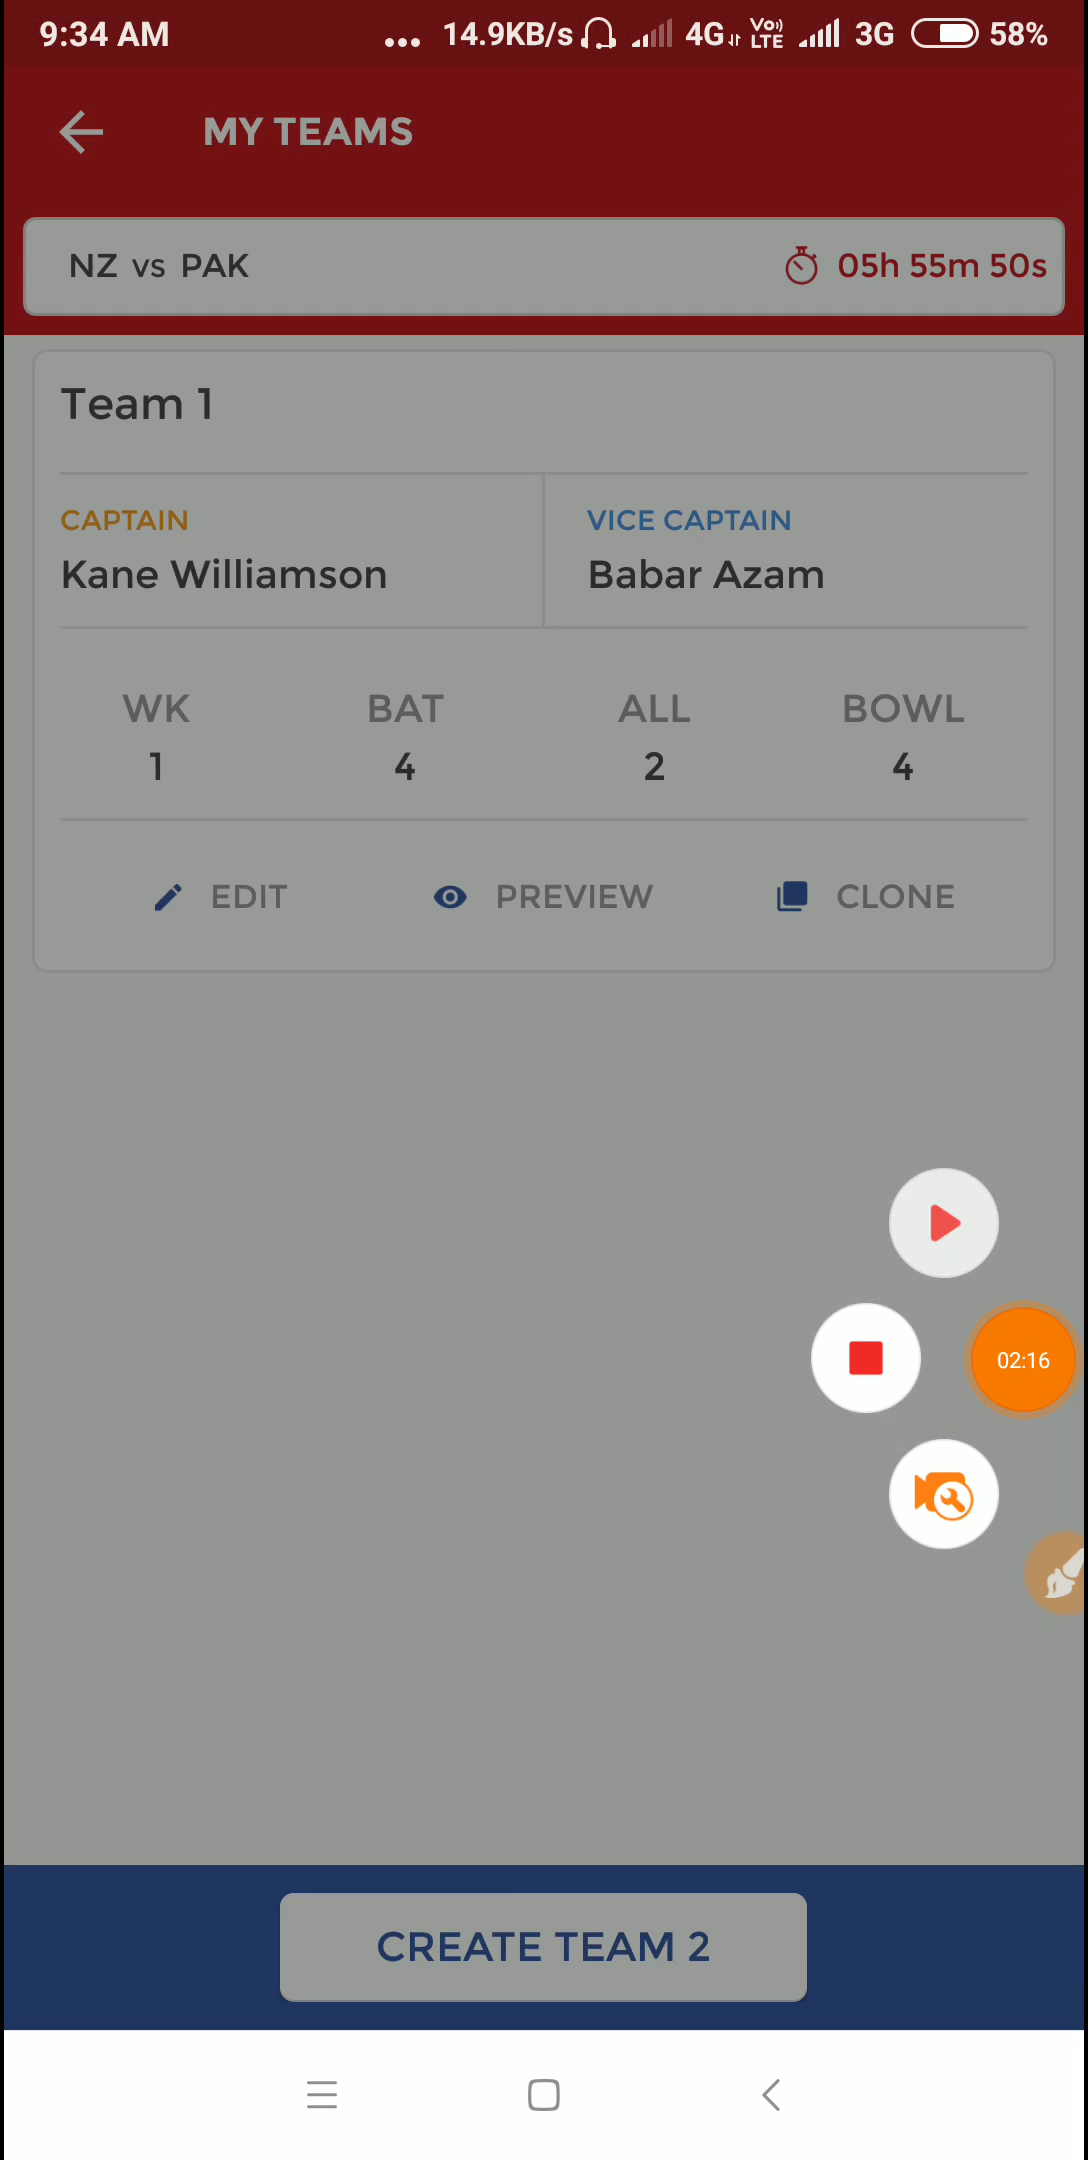 9:34 AM ... 14.9KB/s 4G VoLTE 3G 58%
MY TEAMS
NZ vs PAK 05h 55m 50s
Team 1
CAPTAIN VICE CAPTAIN
Kane Williamson Babar Azam
WK BAT ALL BOWL
1 4 2 4
EDIT PREVIEW CLONE
02:16
CREATE TEAM 2